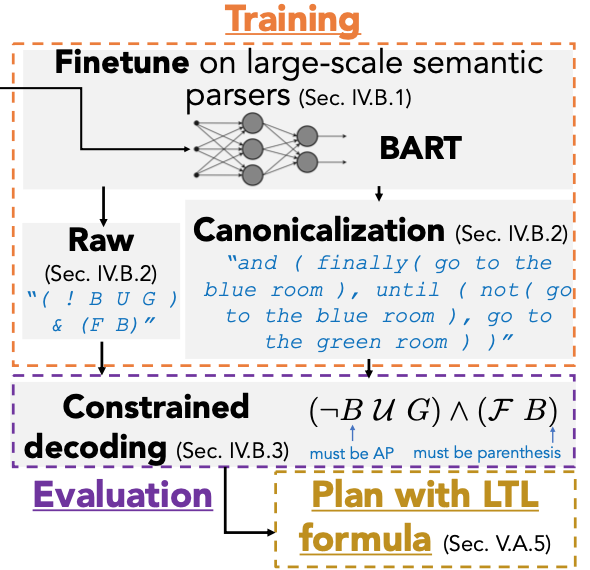 Training
Finetune on large-scale semantic
parsers (Sec. IV.B.1)
BART
Raw
(Sec. IV.B.2)
“( ! B U G )
& (F B)”
Canonicalization (Sec. IV.B.2)
“and ( finally( go to the
blue room ), until ( not( go
to the blue room ), go to
the green room ) )”
Constrained
decoding (Sec. IV.B.3)
(¬B 𝒰 G) ∧ (ℱ B)
must be AP must be parenthesis
Evaluation
Plan with LTL
formula (Sec. V.A.5)